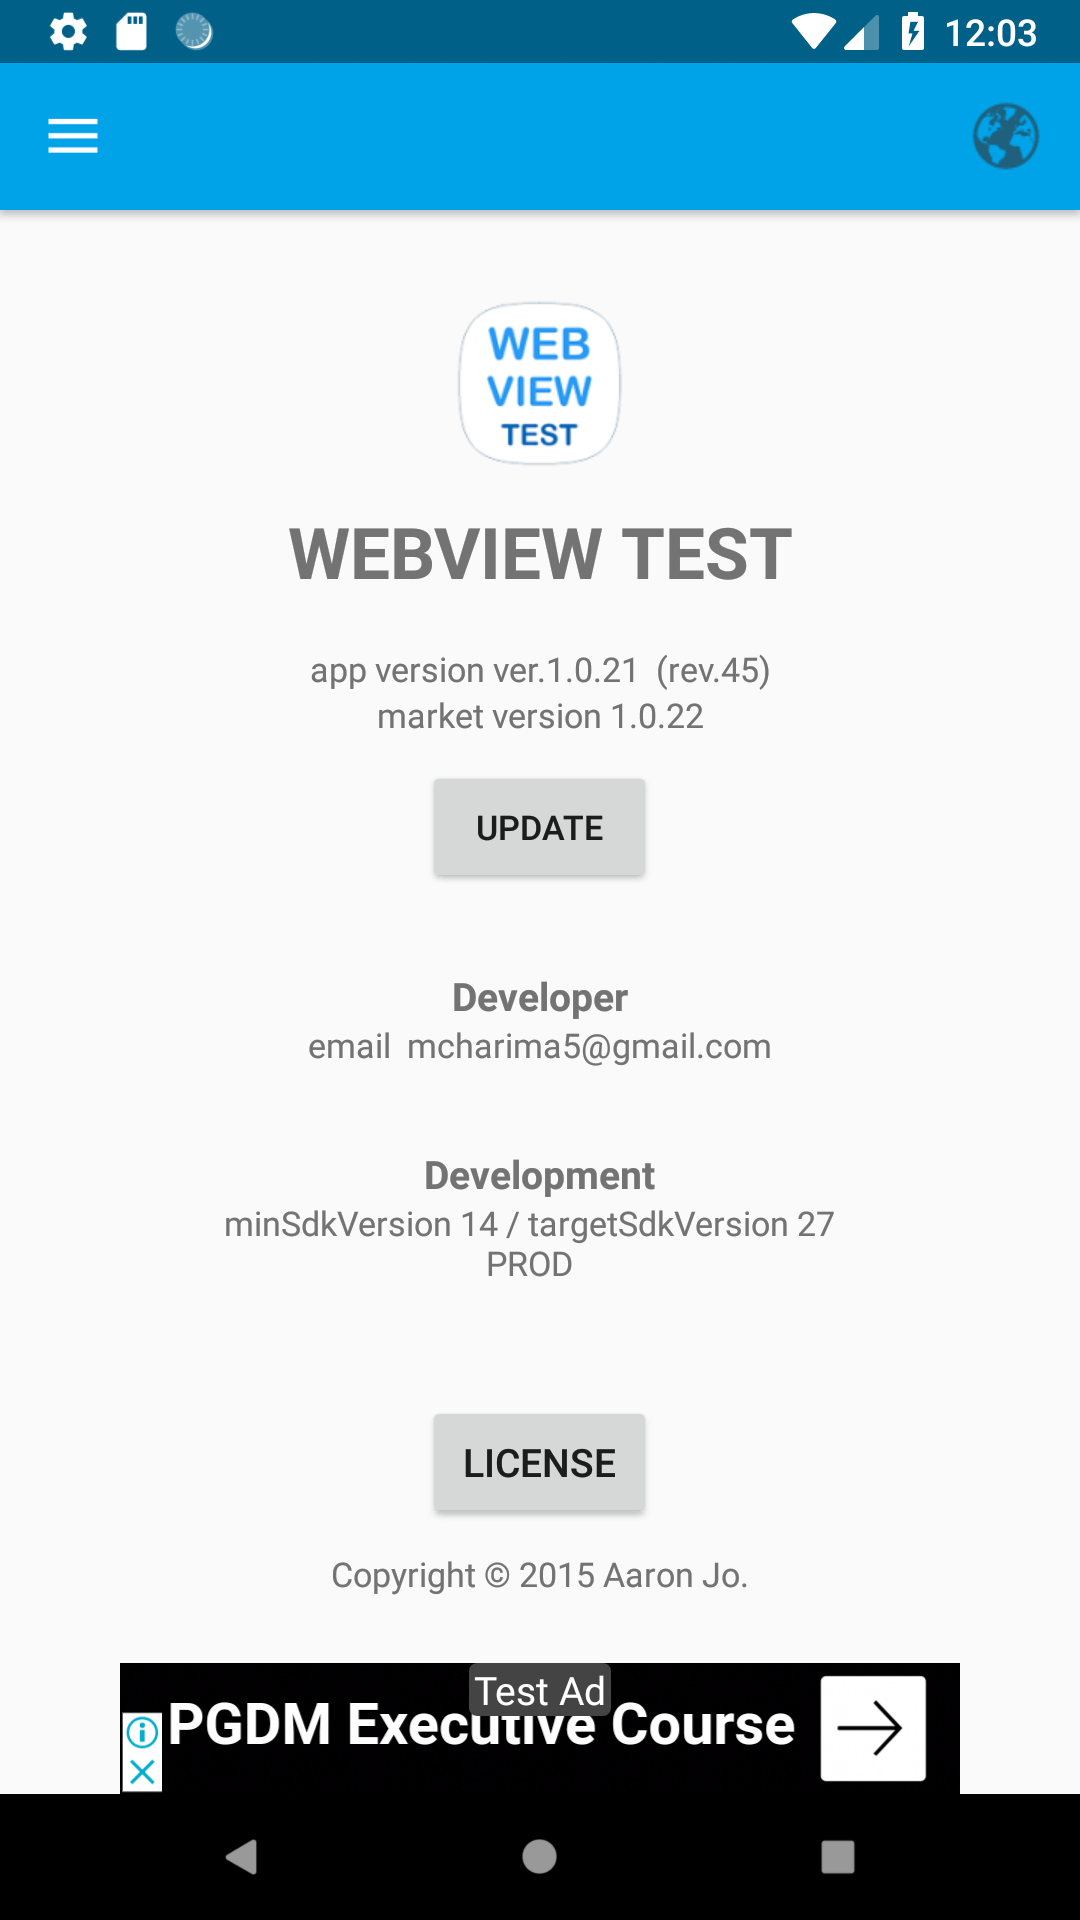 12:03
WEB
VIEW
TEST
WEBVIEW TEST
app version ver.1.0.21  (rev.45)
market version 1.0.22
UPDATE
Developer
email  mcharima5@gmail.com
Development
minSdkVersion 14 / targetSdkVersion 27
PROD
LICENSE
Copyright © 2015 Aaron Jo.
Test Ad
PGDM Executive Course